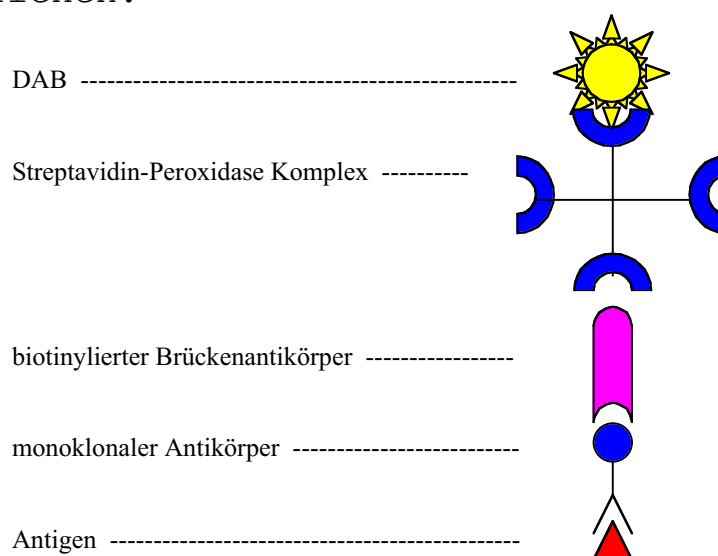 DAB
Streptavidin-Peroxidase Komplex
biotinylierter Brückenantikörper
monoklonaler Antikörper
Antigen